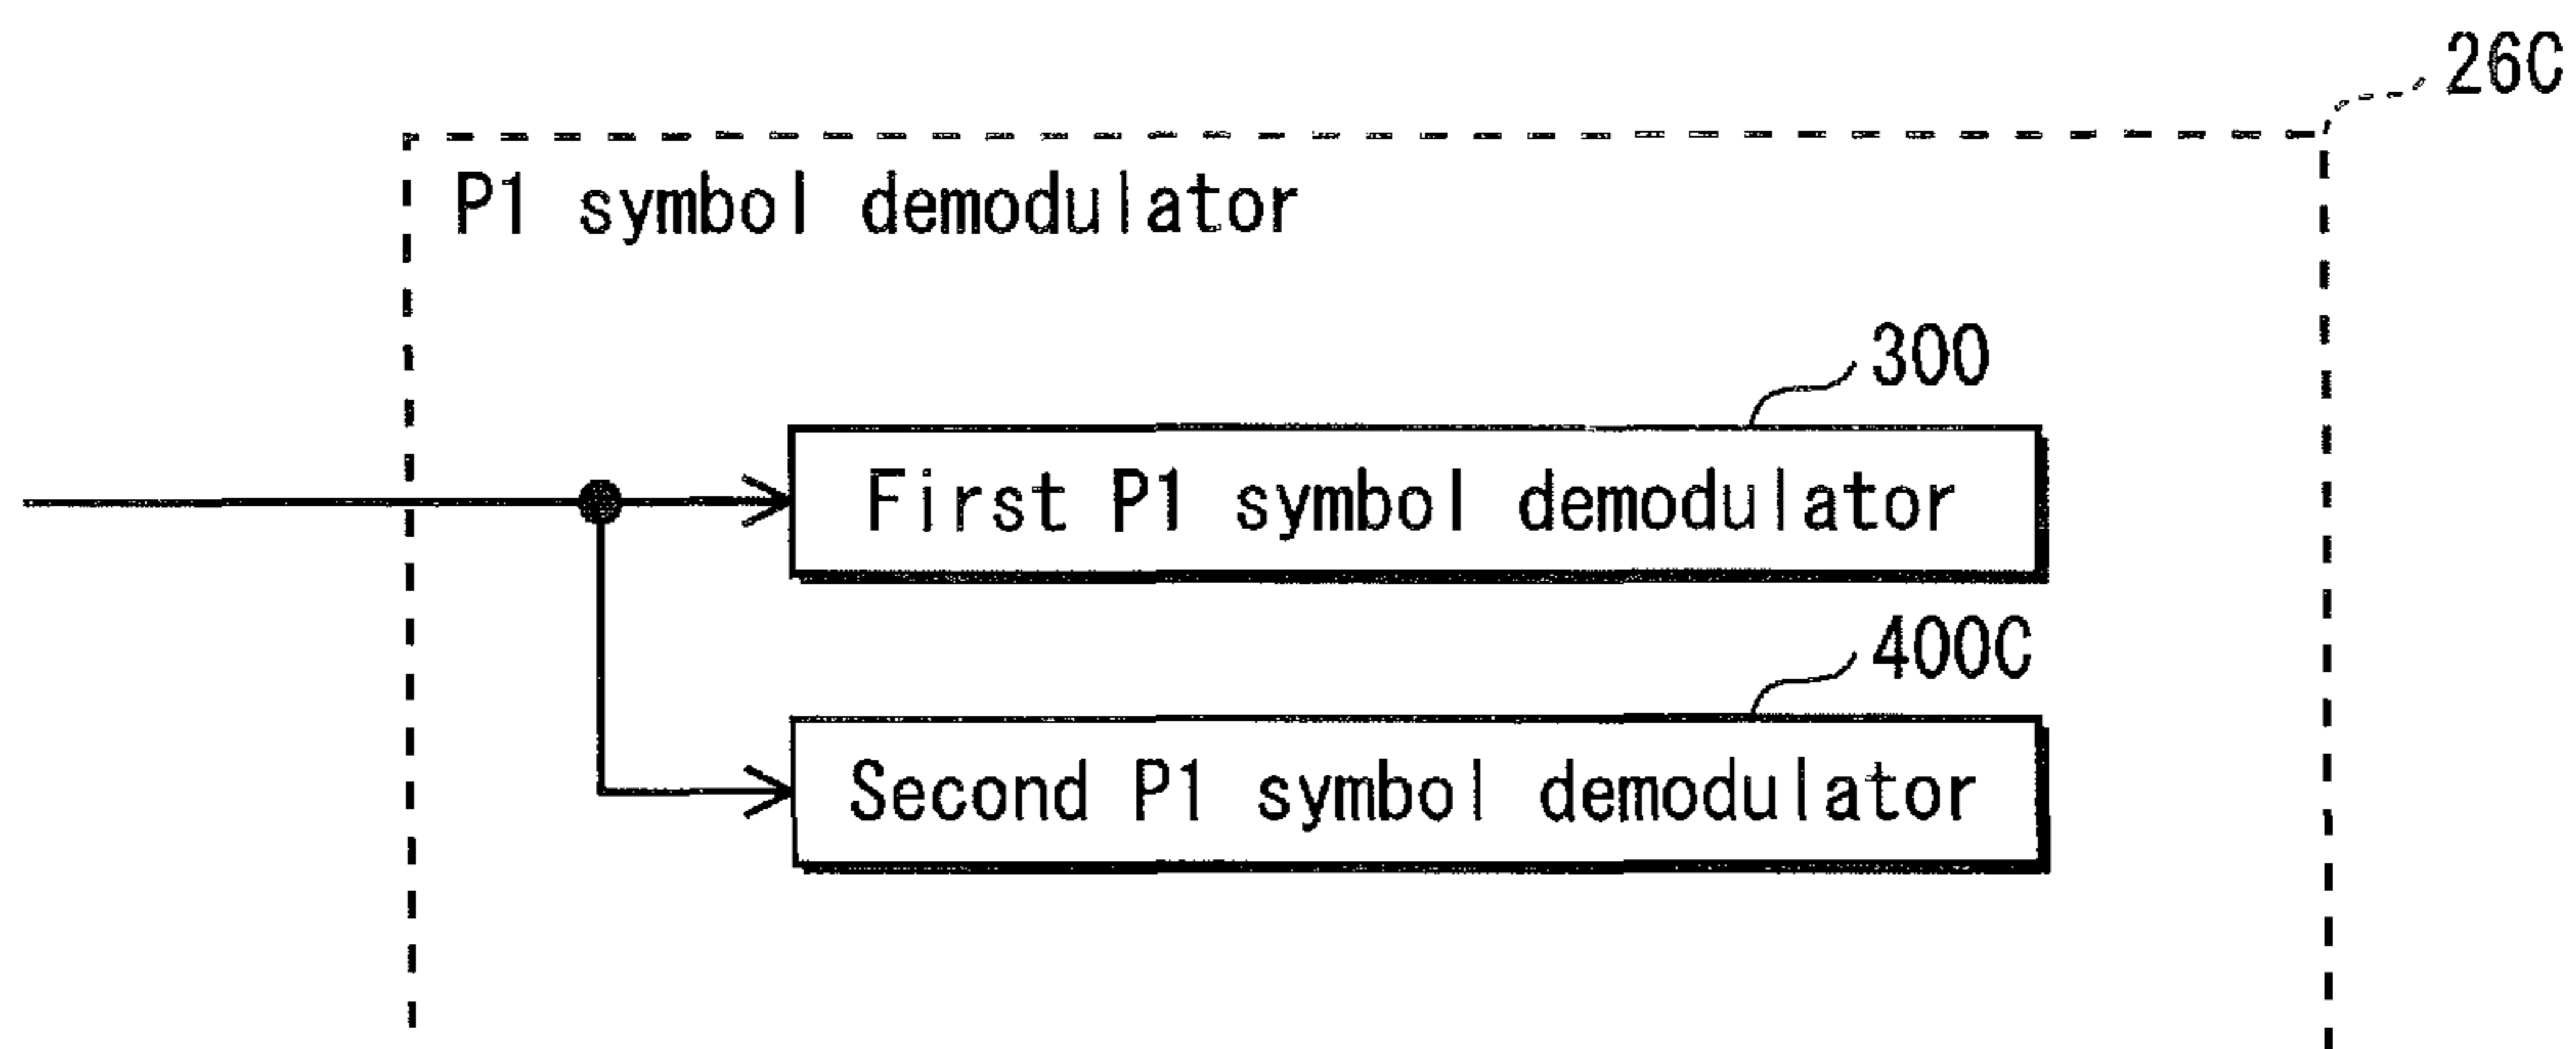 26C
P1 symbol demodulator
300
First P1 symbol demodulator
400C
Second P1 symbol demodulator